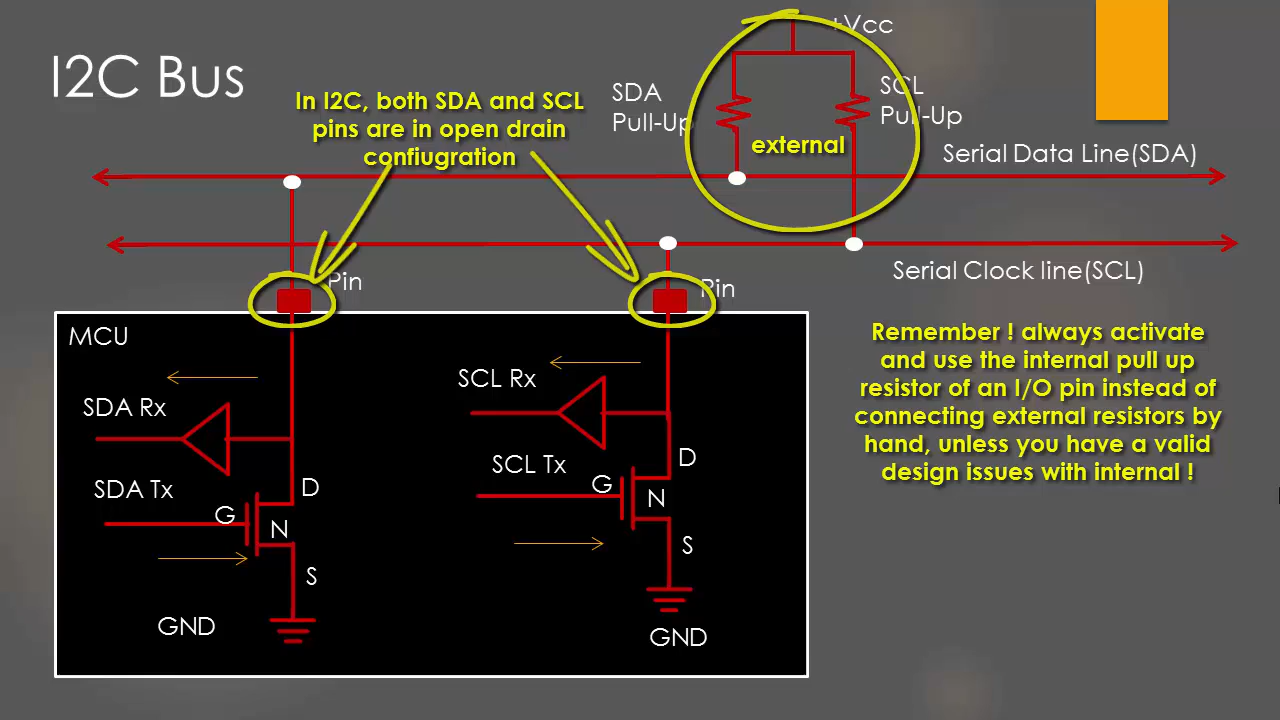 I2C Bus
In I2C, both SDA and SCL
pins are in open drain
confiugration
+Vcc
SDA
Pull-Up
SCL
Pull-Up
external
Serial Data Line(SDA)
Serial Clock line(SCL)
Pin
Pin
MCU
SDA Rx
SDA Tx
G
D
N
S
GND
SCL Rx
SCL Tx
G
D
N
S
GND
Remember ! always activate
and use the internal pull up
resistor of an I/O pin instead of
connecting external resistors by
hand, unless you have a valid
design issues with internal !